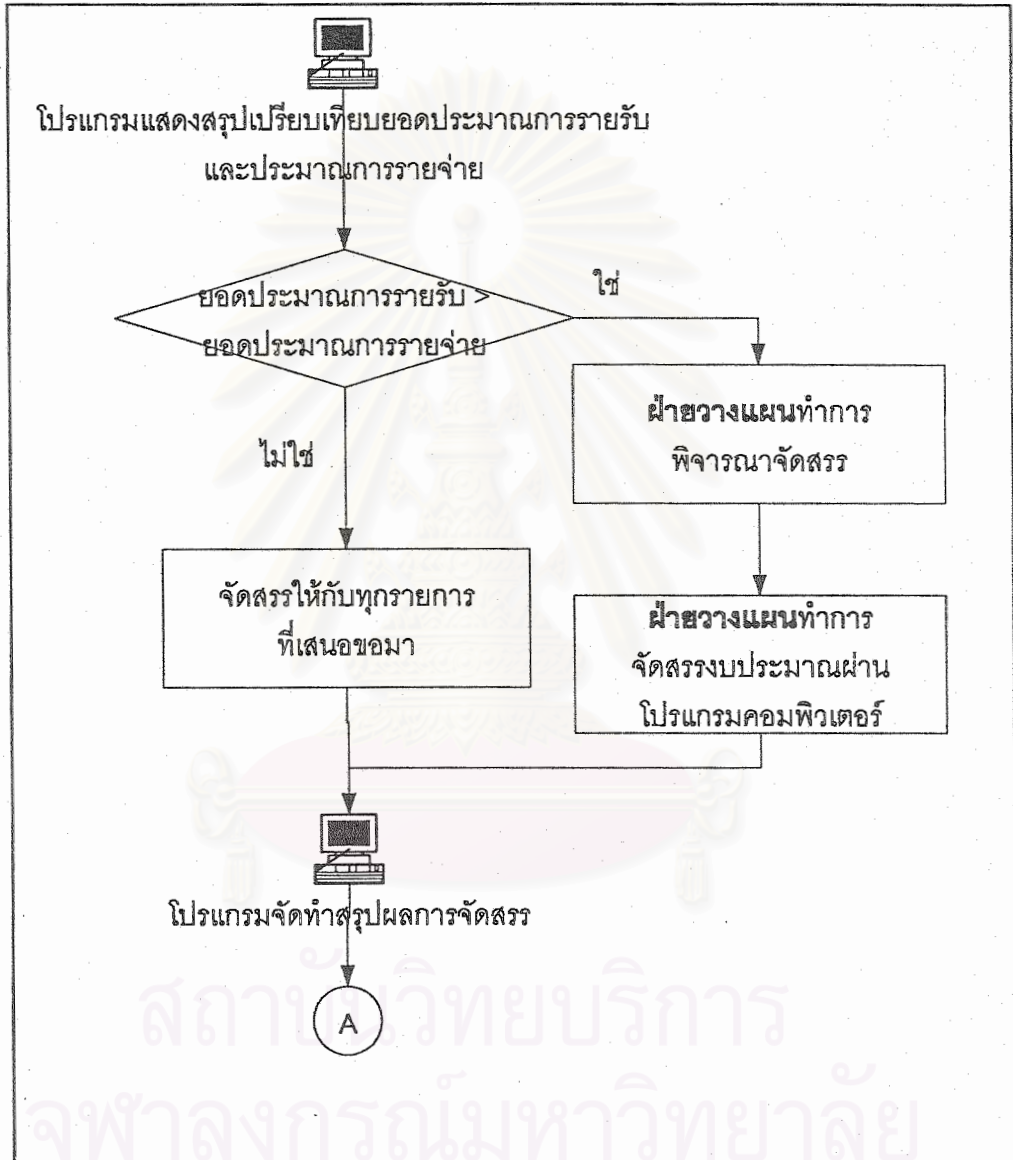 โปรแกรมแสดงสรุปเปรียบเทียบยอดประมาณการรายรับ
และประมาณการรายจ่าย
ยอดประมาณการรายรับ >
ยอดประมาณการรายจ่าย
ใช่
ฝ่ายวางแผนทำการ
พิจารณาจัดสรร
ไม่ใช่
จัดสรรให้กับทุกรายการ
ที่เสนอขอมา
ฝ่ายวางแผนทำการ
จัดสรรงบประมาณผ่าน
โปรแกรมคอมพิวเตอร์
โปรแกรมจัดทำสรุปผลการจัดสรร
A
สถาบันวิทยบริการ
จุฬาลงกรณ์มหาวิทยาลัย